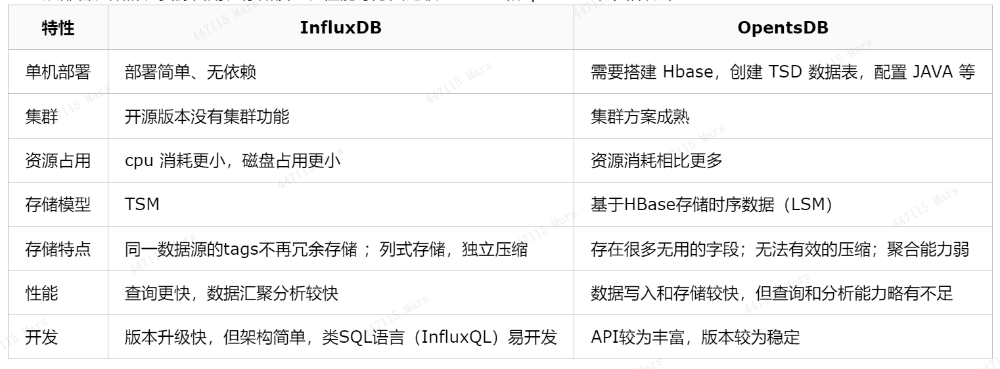 特性 InfluxDB OpentsDB
单机部署 部署简单、无依赖 需要搭建 Hbase，创建 TSD 数据表，配置 JAVA 等
集群 开源版本没有集群功能 集群方案成熟
资源占用 cpu 消耗更小，磁盘占用更小 资源消耗相比更多
存储模型 TSM 基于HBase存储时序数据（LSM）
存储特点 同一数据源的tags不再冗余存储 ；列式存储，独立压缩 存在很多无用的字段；无法有效的压缩；聚合能力弱
性能 查询更快，数据汇聚分析较快 数据写入和存储较快，但查询和分析能力略有不足
开发 版本升级快，但架构简单，类SQL语言（InfluxQL）易开发 API较为丰富，版本较为稳定
447115 Mars